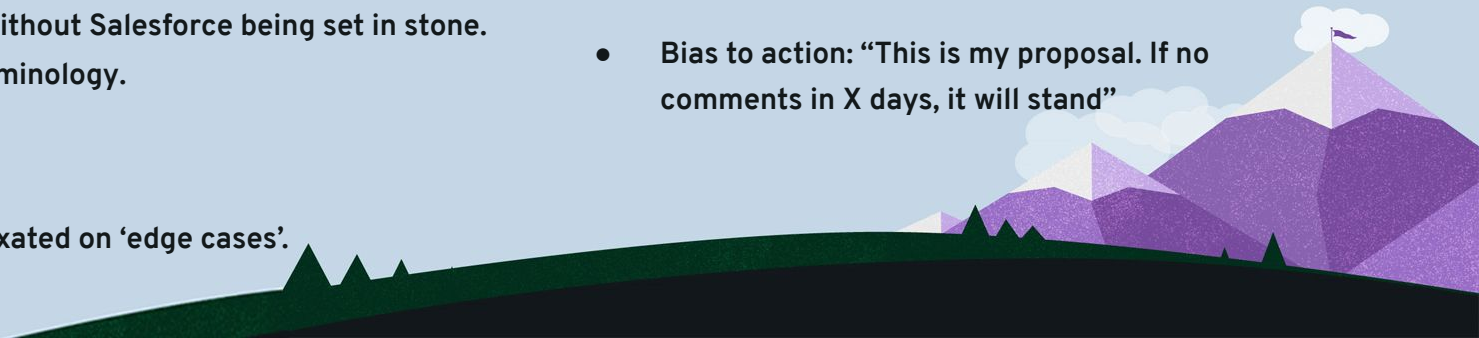 ithout Salesforce being set in stone.
minology.
xated on ‘edge cases’.
● Bias to action: “This is my proposal. If no
comments in X days, it will stand”